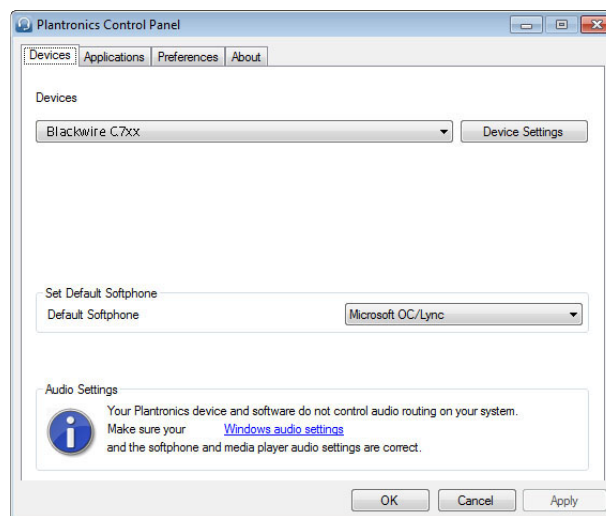 Plantronics Control Panel
Devices Applications Preferences About
Devices
Blackwire C7xx Device Settings
Set Default Softphone
Default Softphone Microsoft OC/Lync
Audio Settings
Your Plantronics device and software do not control audio routing on your system.
Make sure your Windows audio settings
and the softphone and media player audio settings are correct.
OK Cancel Apply